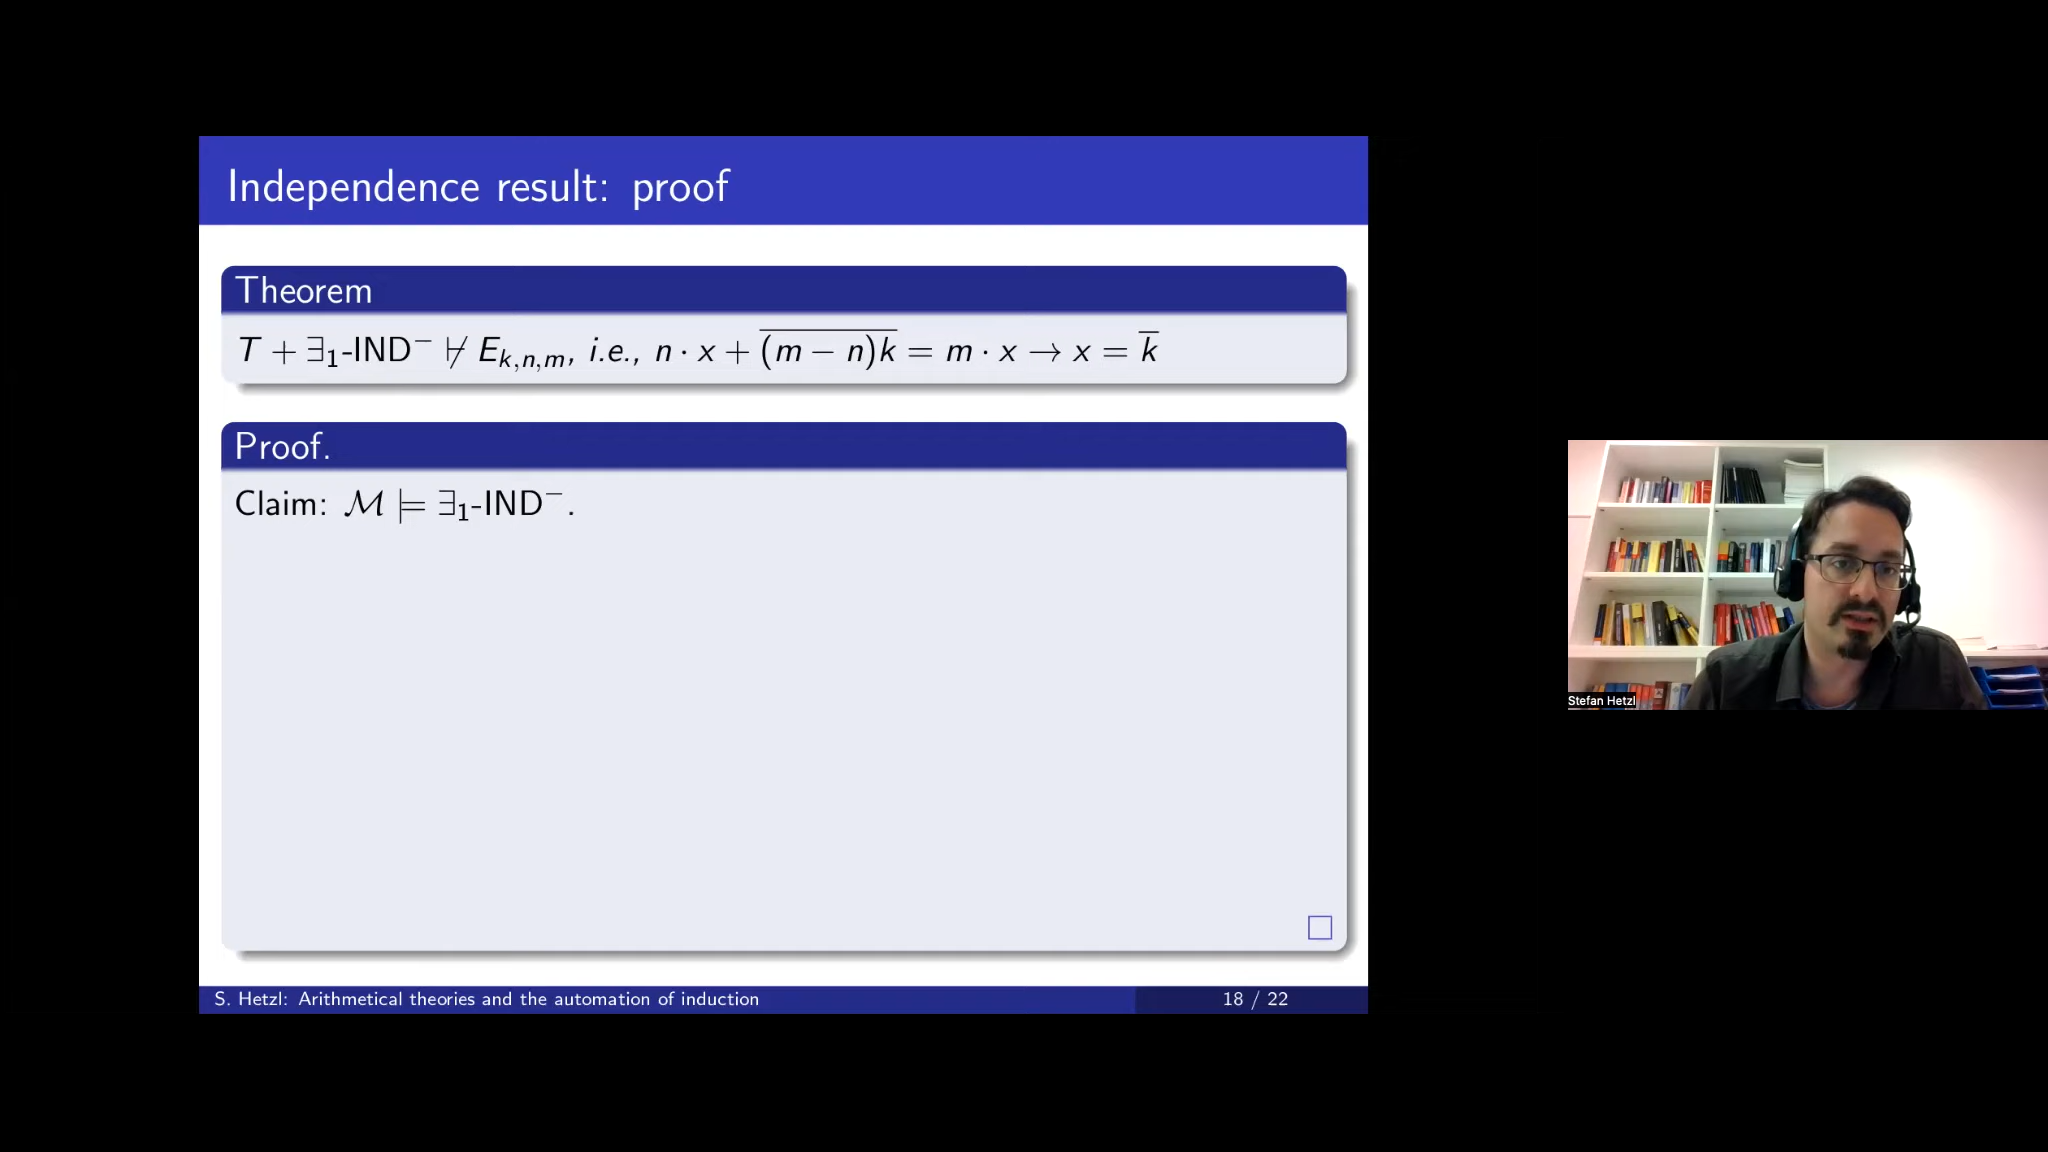 Independence result: proof
Theorem
T + ∃₁-IND⁻ ⊬ Eₖ,ₙ,ₘ, i.e., n · x + \overline{(m − n)k} = m · x → x = \overline{k}
Proof.
Claim: ℳ ⊨ ∃₁-IND⁻.
S. Hetzl: Arithmetical theories and the automation of induction
18 / 22
Stefan Hetzl